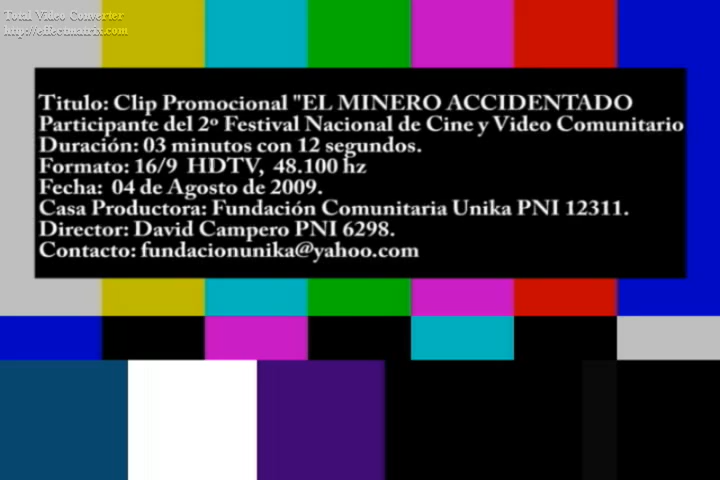 Total Video Converter
http://effectmatrix.com
Titulo: Clip Promocional "EL MINERO ACCIDENTADO
Participante del 2º Festival Nacional de Cine y Video Comunitario
Duración: 03 minutos con 12 segundos.
Formato: 16/9 HDTV, 48.100 hz
Fecha: 04 de Agosto de 2009.
Casa Productora: Fundación Comunitaria Unika PNI 12311.
Director: David Campero PNI 6298.
Contacto: fundacionunika@yahoo.com